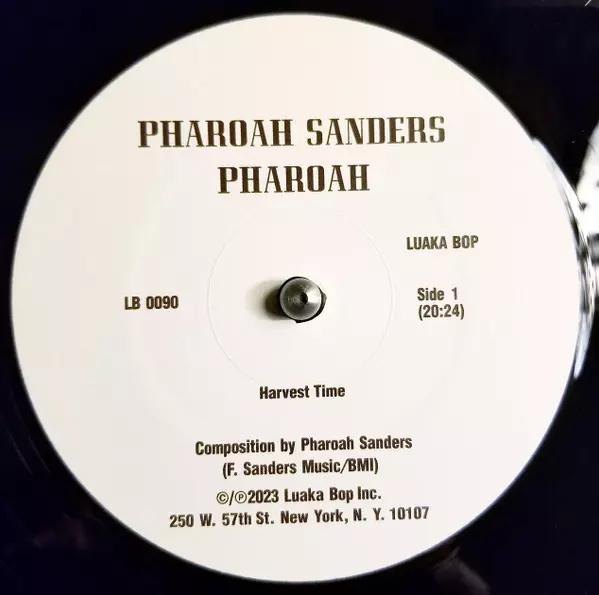 PHAROAH SANDERS
PHAROAH
LUAKA BOP
LB 0090
Side 1
(20:24)
Harvest Time
Composition by Pharoah Sanders
(F. Sanders Music/BMI)
©/℗2023 Luaka Bop Inc.
250 W. 57th St. New York, N. Y. 10107